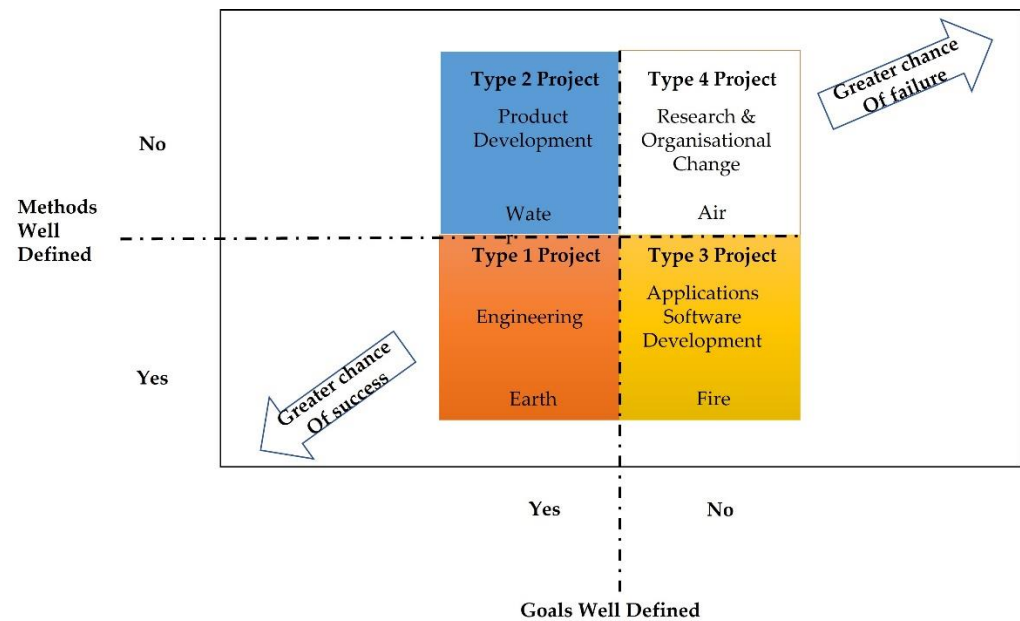 Type 2 Project
Product
Development
Wate
r
Type 4 Project
Research &
Organisational
Change
Air
Greater chance
Of failure
No
Methods
Well
Defined
Type 1 Project
Engineering
Earth
Type 3 Project
Applications
Software
Development
Fire
Greater chance
Of success
Yes
Yes
No
Goals Well Defined